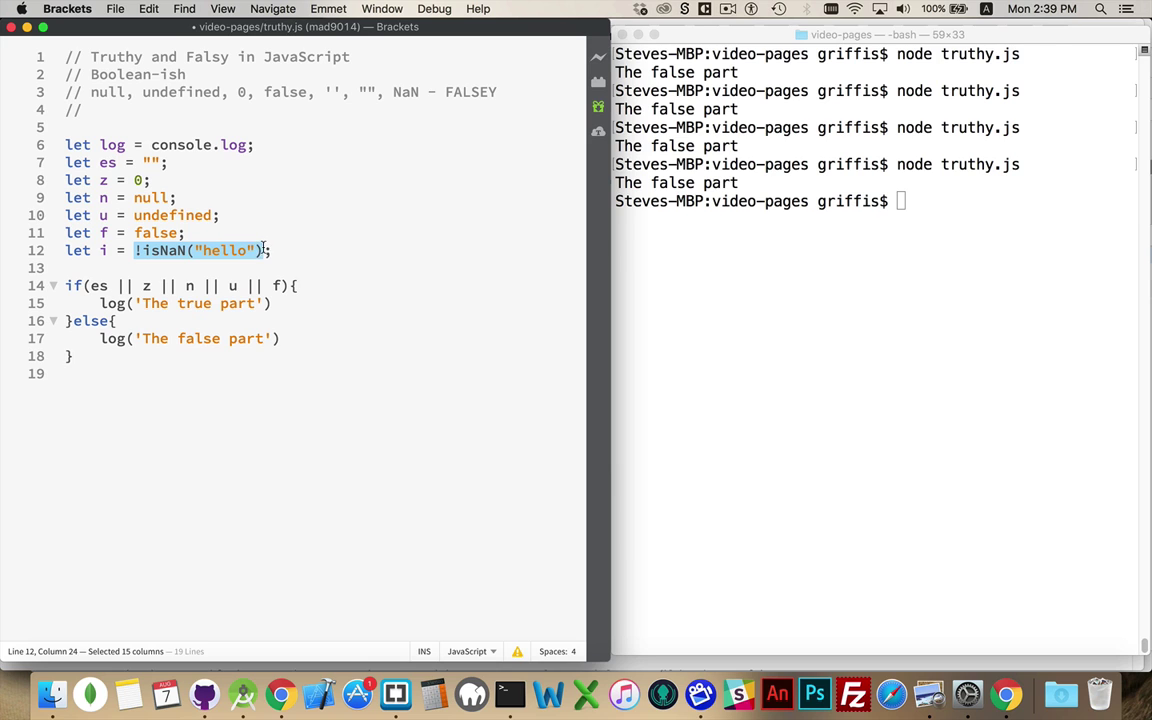 Brackets File Edit Find View Navigate Emmet Window Debug Help 100% A Mon 2:39 PM
• video-pages/truthy.js (mad9014) — Brackets
video-pages — -bash — 59×33
1 // Truthy and Falsy in JavaScript
2 // Boolean-ish
3 // null, undefined, 0, false, '', "", NaN - FALSEY
4 //
5
6 let log = console.log;
7 let es = "";
8 let z = 0;
9 let n = null;
10 let u = undefined;
11 let f = false;
12 let i = !isNaN("hello");
13
14 if(es || z || n || u || f){
15 log('The true part')
16 }else{
17 log('The false part')
18 }
19
Steves-MBP:video-pages griffis$ node truthy.js
The false part
Steves-MBP:video-pages griffis$ node truthy.js
The false part
Steves-MBP:video-pages griffis$ node truthy.js
The false part
Steves-MBP:video-pages griffis$ node truthy.js
The false part
Steves-MBP:video-pages griffis$
Line 12, Column 24 — Selected 15 columns — 19 Lines
INS JavaScript Spaces: 4
AUG
7
1
An Ps Fz